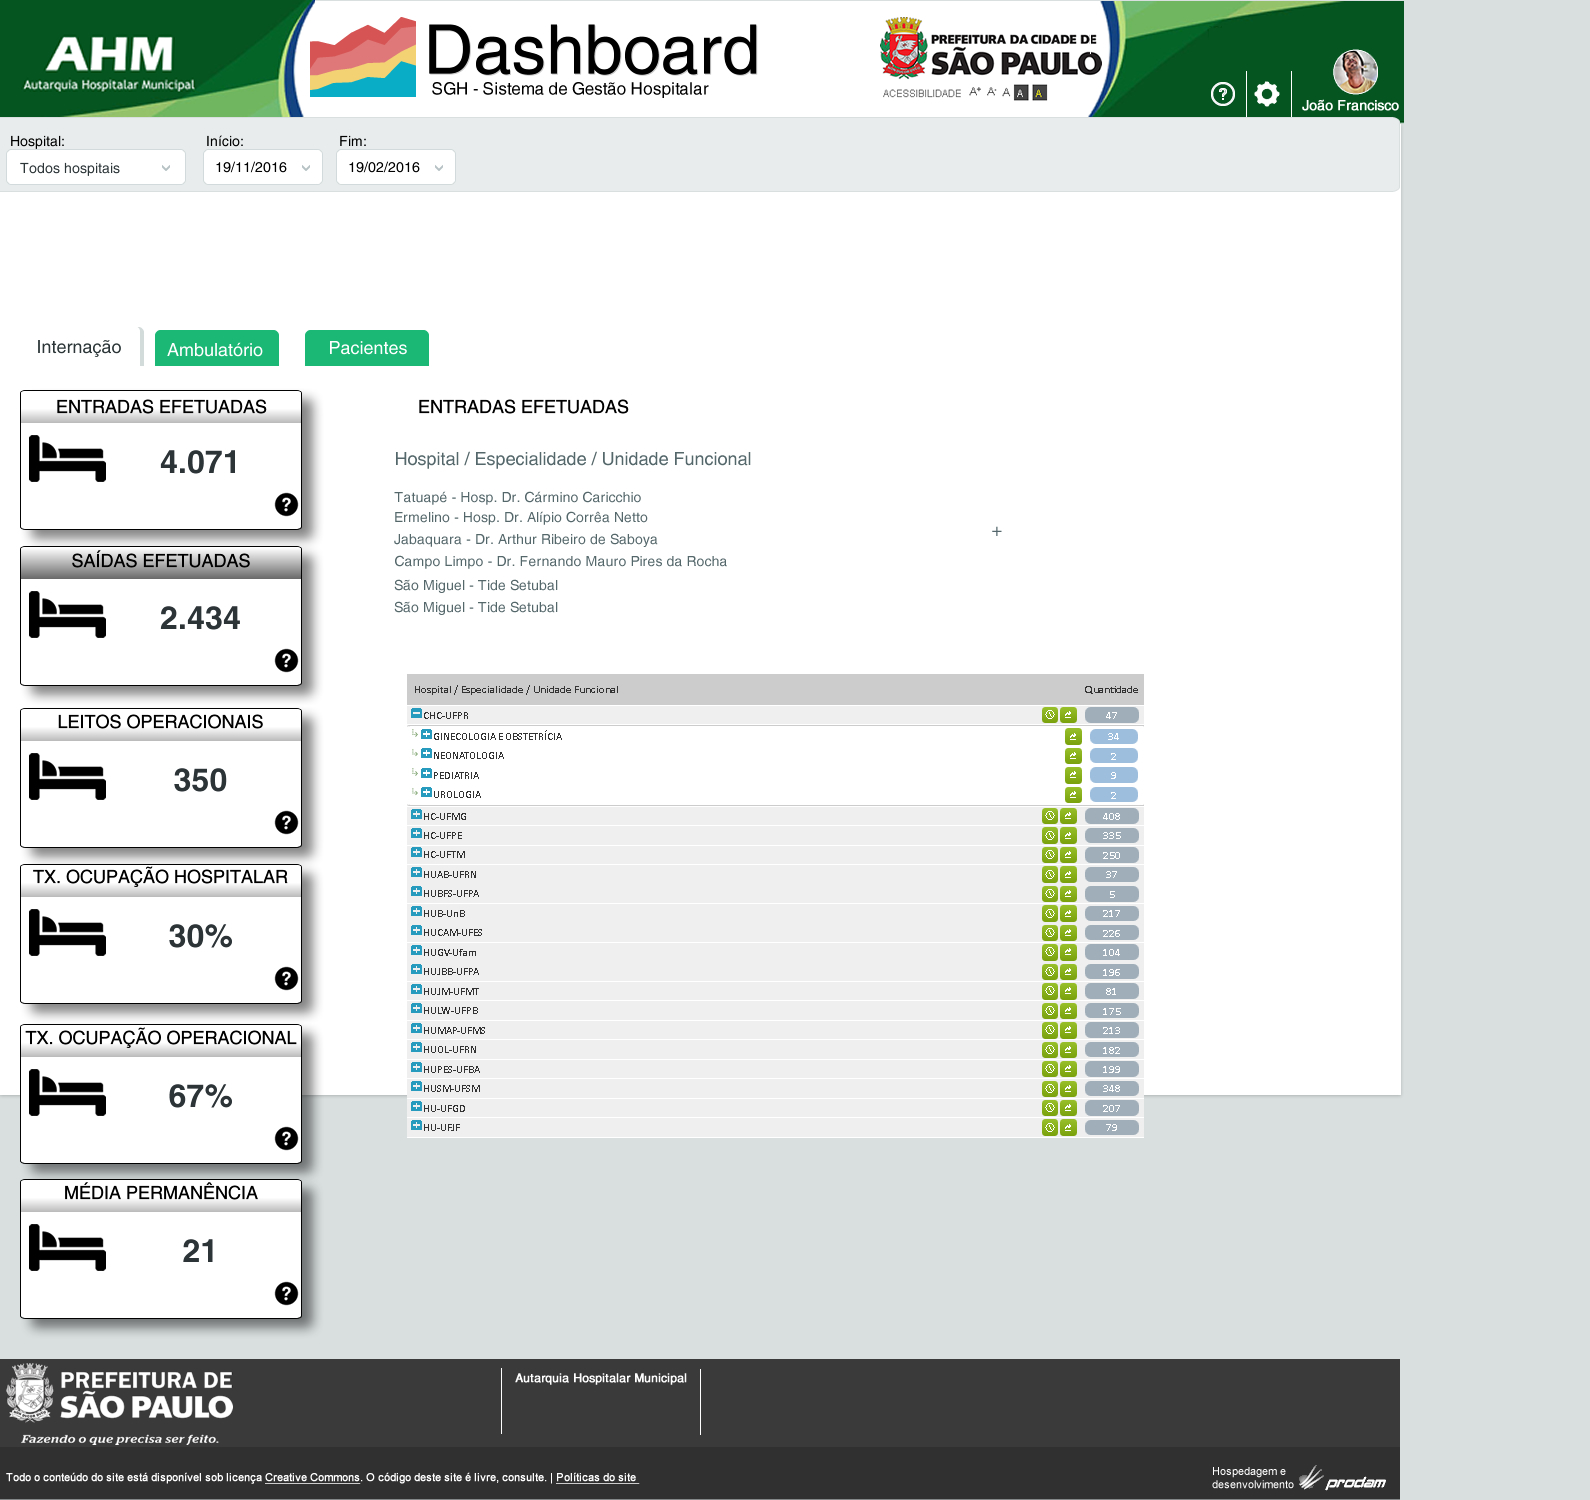 AHM
Autarquia Hospitalar Municipal
Dashboard
SGH - Sistema de Gestão Hospitalar
PREFEITURA DA CIDADE DE
SÃO PAULO
ACESSIBILIDADE A+ A- A A A
João Francisco
Hospital: Início: Fim:
Todos hospitais 19/11/2016 19/02/2016
Internação Ambulatório Pacientes
ENTRADAS EFETUADAS
4.071
SAÍDAS EFETUADAS
2.434
LEITOS OPERACIONAIS
350
TX. OCUPAÇÃO HOSPITALAR
30%
TX. OCUPAÇÃO OPERACIONAL
67%
MÉDIA PERMANÊNCIA
21
ENTRADAS EFETUADAS
Hospital / Especialidade / Unidade Funcional
Tatuapé - Hosp. Dr. Cármino Caricchio
Ermelino - Hosp. Dr. Alípio Corrêa Netto
Jabaquara - Dr. Arthur Ribeiro de Saboya
Campo Limpo - Dr. Fernando Mauro Pires da Rocha
São Miguel - Tide Setubal
São Miguel - Tide Setubal
+
Hospital / Especialidade / Unidade Funcional Quantidade
CHC-UFPR 47
GINECOLOGIA E OBSTETRÍCIA 34
NEONATOLOGIA 2
PEDIATRIA 9
UROLOGIA 2
HC-UFMG 408
HC-UFPE 335
HC-UFTM 250
HUAB-UFRN 37
HUBFS-UFPA 5
HUB-UnB 217
HUCAM-UFES 226
HUGV-Ufam 104
HUJBB-UFPA 196
HUJM-UFMT 81
HULW-UFPB 175
HUMAP-UFMS 213
HUOL-UFRN 182
HUPES-UFBA 199
HUSM-UFSM 348
HU-UFGD 207
HU-UFJF 79
PREFEITURA DE
SÃO PAULO
Fazendo o que precisa ser feito.
Autarquia Hospitalar Municipal
Todo o conteúdo do site está disponível sob licença Creative Commons. O código deste site é livre, consulte. | Políticas do site
Hospedagem e
desenvolvimento
prodam